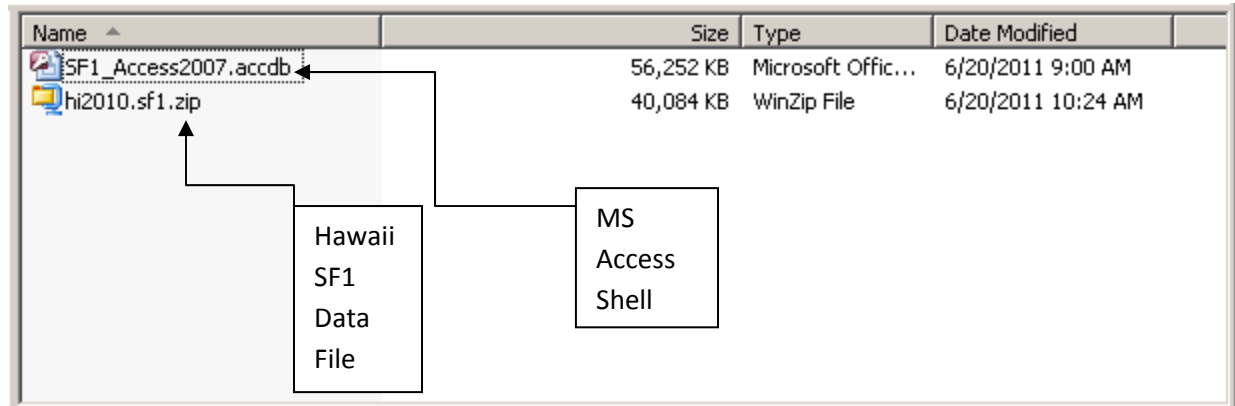 Name Size Type Date Modified
SF1_Access2007.accdb 56,252 KB Microsoft Offic... 6/20/2011 9:00 AM
hi2010.sf1.zip 40,084 KB WinZip File 6/20/2011 10:24 AM
Hawaii
SF1
Data
File
MS
Access
Shell